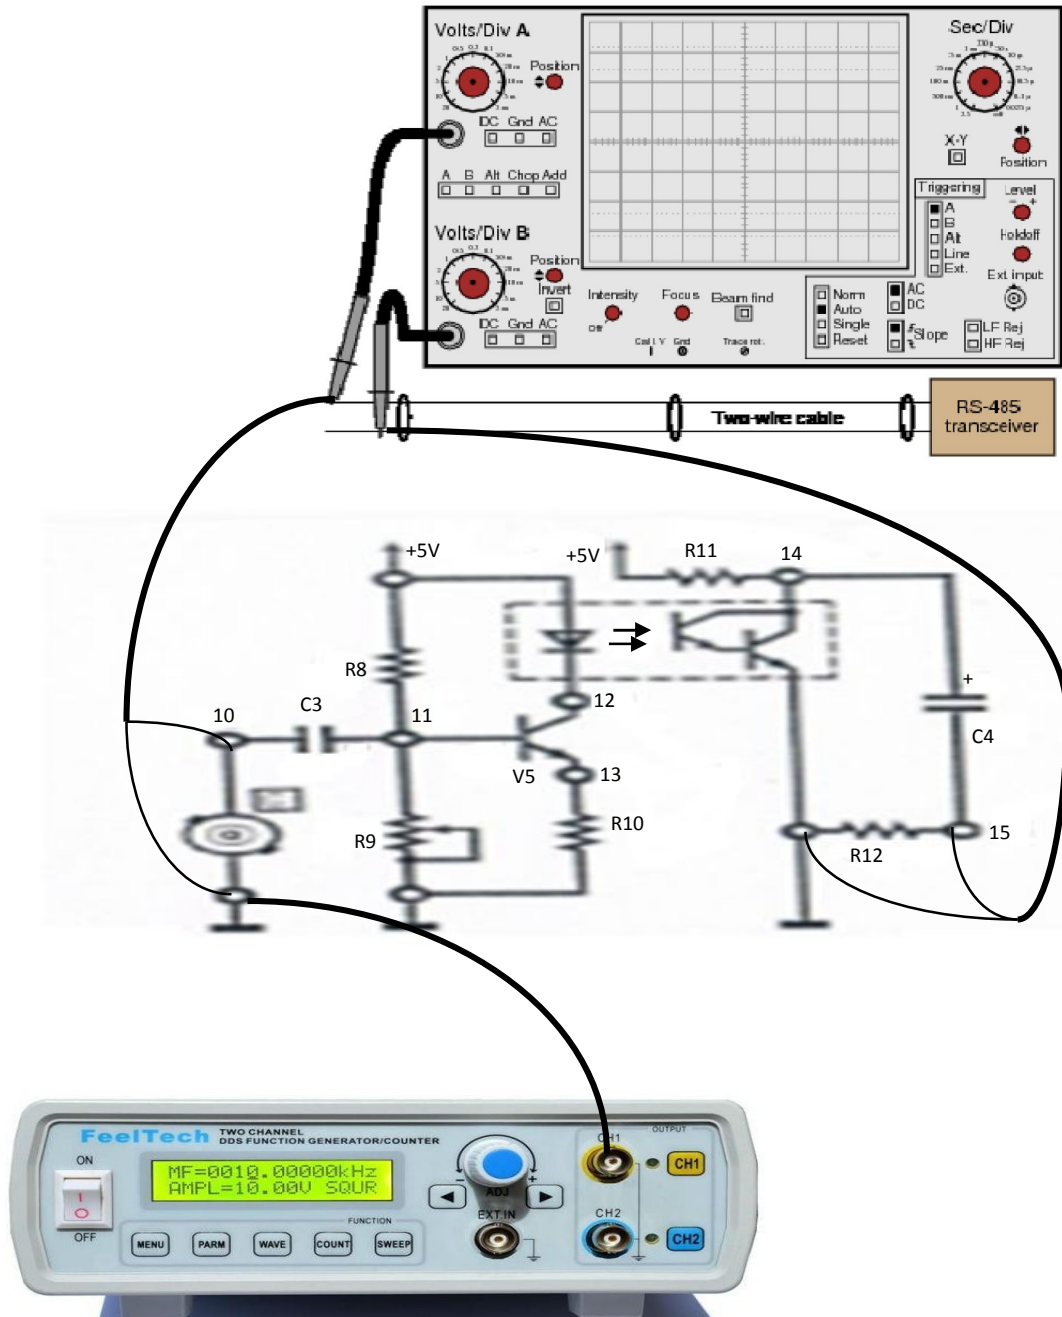 Volts/Div A
Sec/Div
Position
DC Gnd AC
X-Y
Position
A B Alt Chop Add
Triggering
Level
A
B
Alt
Line
Ext.
Holdoff
Ext input
Volts/Div B
Position
Invert
Intensity
Focus
Beam find
Off
DC Gnd AC
Cal 1 V Gnd
Trace rot.
Norm
Auto
Single
Reset
AC
DC
Slope
LF Rej
HF Rej
Two-wire cable
RS-485
transceiver
+5V
+5V
R11
14
R8
12
+
C3
10
11
C4
V5
13
R9
R10
R12
15
FeelTech
TWO CHANNEL
DDS FUNCTION GENERATOR/COUNTER
ON
OFF
MF=0010.00000kHz
AMPL=10.00V SQUR
ADJ
- +
EXT.IN
FUNCTION
MENU PARM WAVE COUNT SWEEP
OUTPUT
CH1
CH1
CH2
CH2